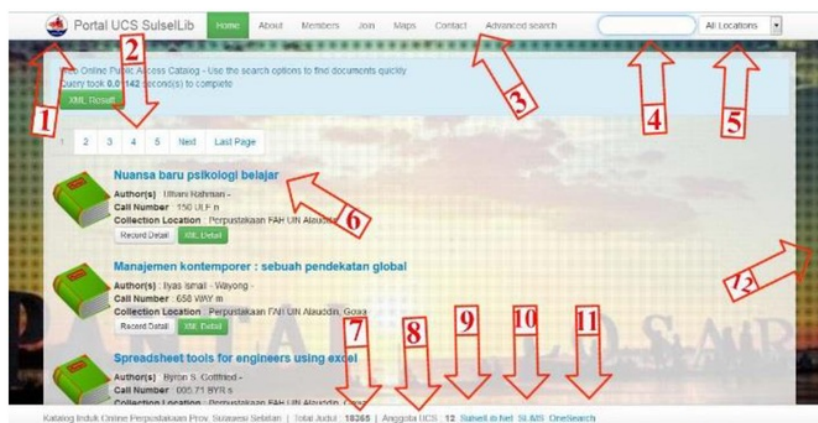 Portal UCS SulselLib Home About Members Join Maps Contact Advanced search All Locations
Web Online Public Access Catalog - Use the search options to find documents quickly
Query took 0.01142 second(s) to complete
XML Result
1 2 3 4 5 Next Last Page
Nuansa baru psikologi belajar
Author(s) : Ulfiani Rahman -
Call Number : 150 ULF n
Collection Location : Perpustakaan FAH UIN Alauddin,
Record Detail XML Detail
Manajemen kontemporer : sebuah pendekatan global
Author(s) : Ilyas Ismail - Wayong -
Call Number : 658 WAY m
Collection Location : Perpustakaan FAH UIN Alauddin, Gowa
Record Detail XML Detail
Spreadsheet tools for engineers using excel
Author(s) : Byron S. Gottfried -
Call Number : 005.71 BYR s
Collection Location : Perpustakaan FAH UIN Alauddin, Gowa
Katalog Induk Online Perpustakaan Prov. Sulawesi Selatan | Total Judul : 18265 | Anggota UCS : 12 SulselLib Net SLIMS OneSearch
1
2
3
4
5
6
7
8
9
10
11
12
PANTAI LOSARI